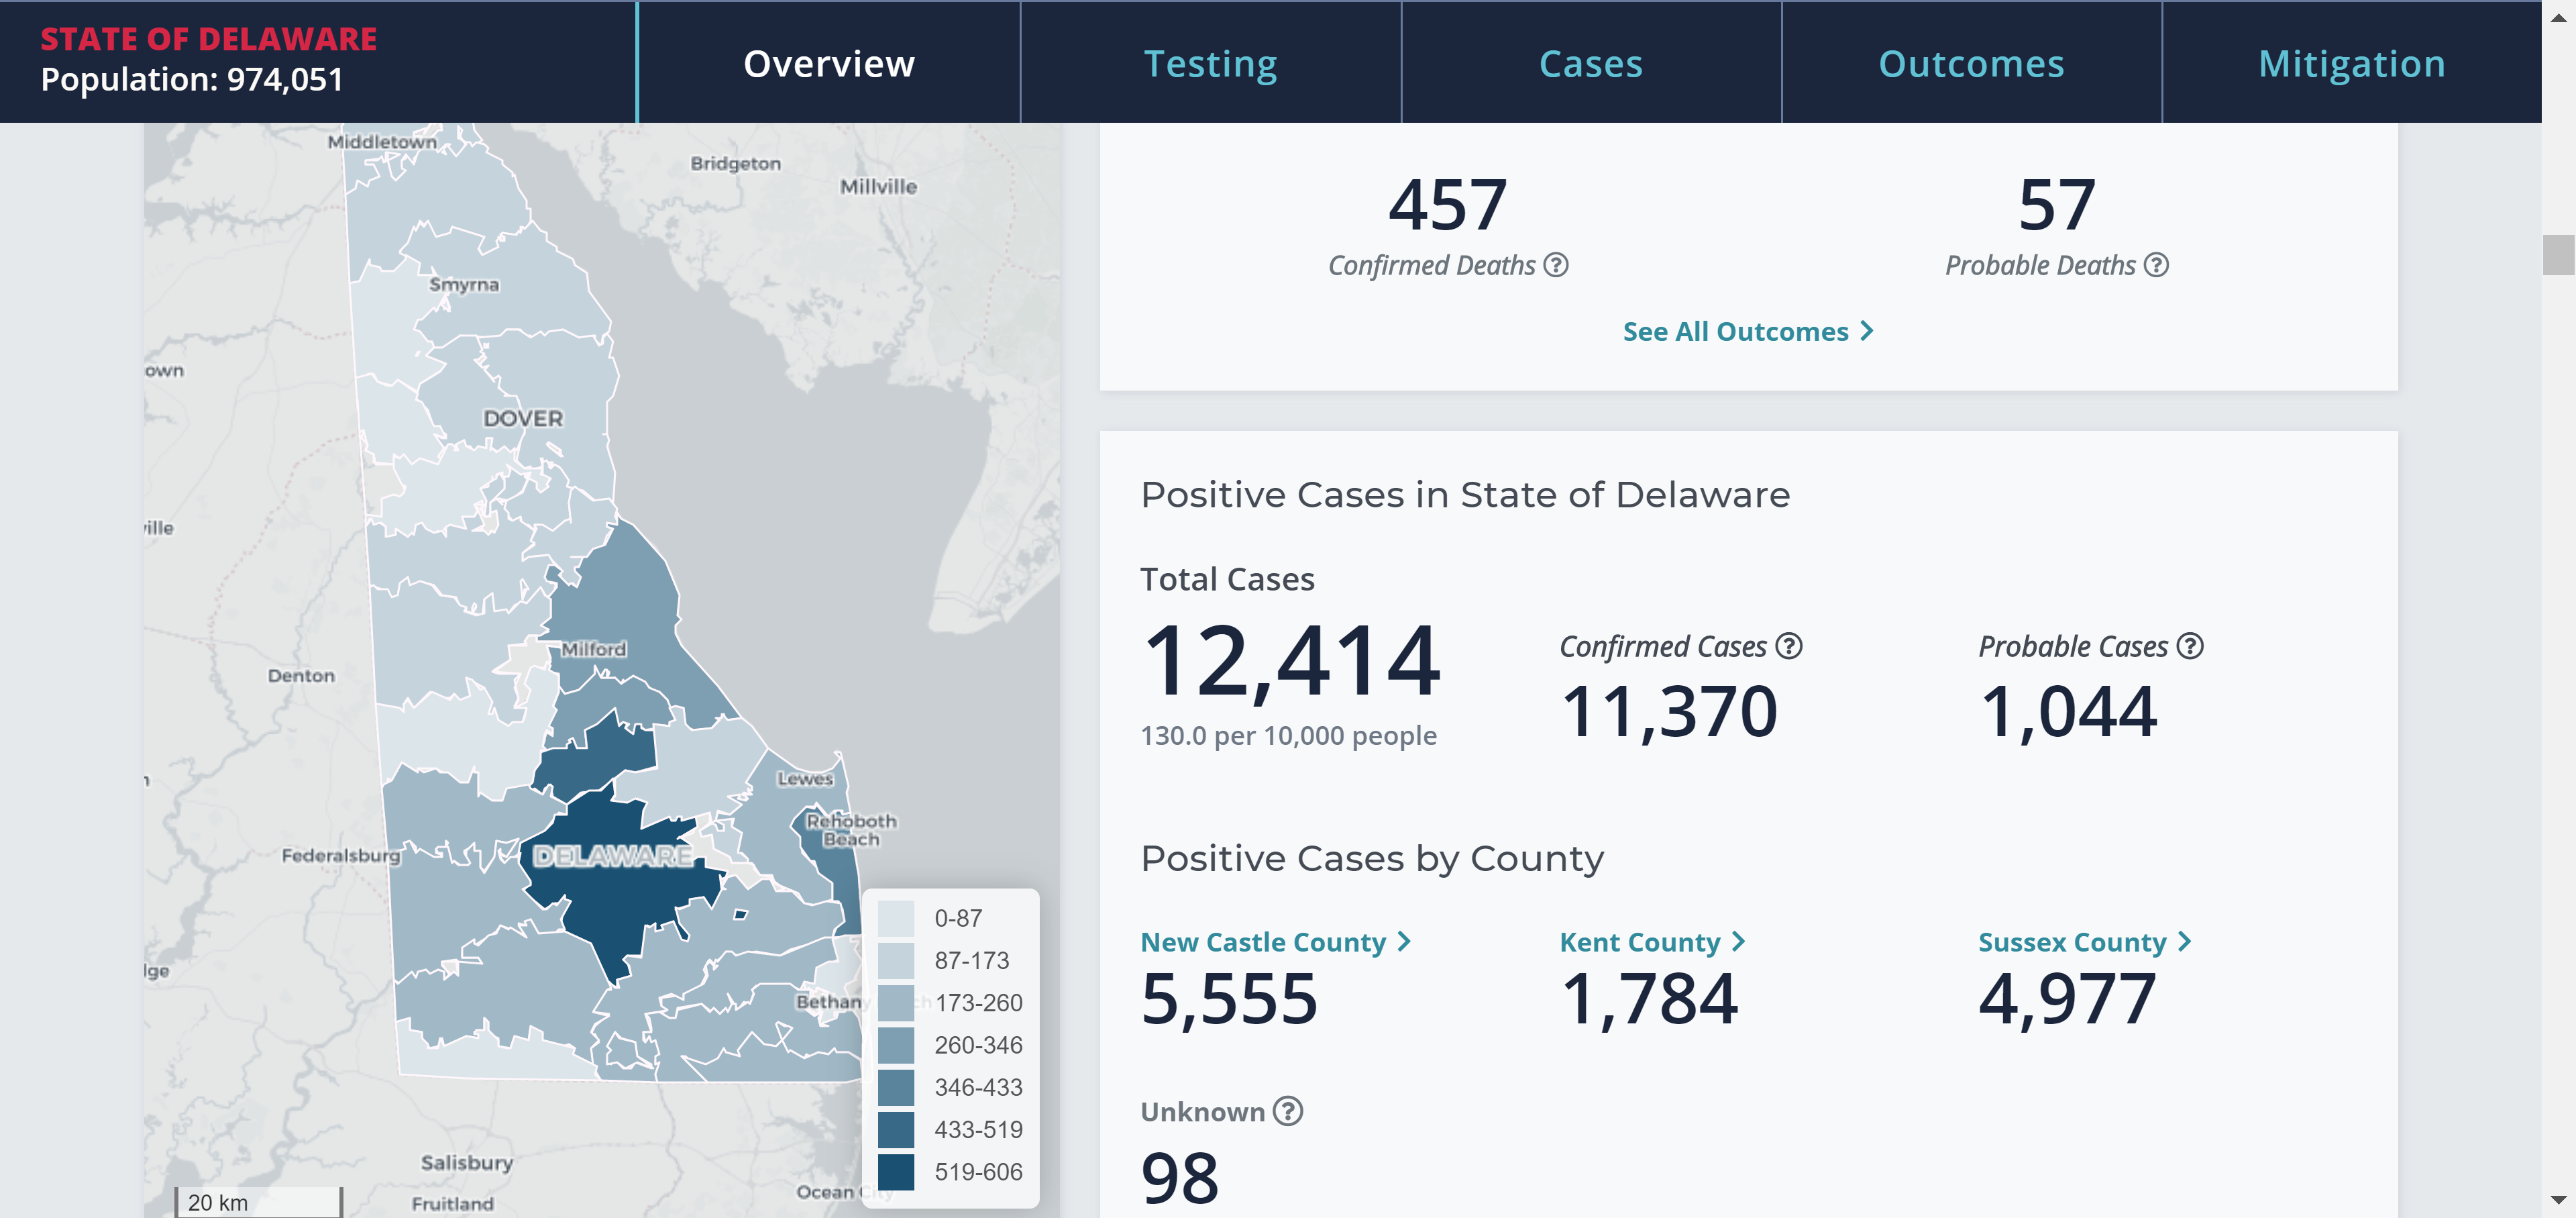 STATE OF DELAWARE
Population: 974,051
Overview
Testing
Cases
Outcomes
Mitigation
Middletown
Bridgeton
Millville
Smyrna
own
DOVER
ville
Milford
Denton
Lewes
Rehoboth
Beach
Federalsburg
DELAWARE
lge
Bethany
Salisbury
Fruitland
Ocean City
20 km
0-87
87-173
173-260
260-346
346-433
433-519
519-606
457
Confirmed Deaths ?
57
Probable Deaths ?
See All Outcomes >
Positive Cases in State of Delaware
Total Cases
12,414
130.0 per 10,000 people
Confirmed Cases ?
11,370
Probable Cases ?
1,044
Positive Cases by County
New Castle County >
5,555
Kent County >
1,784
Sussex County >
4,977
Unknown ?
98